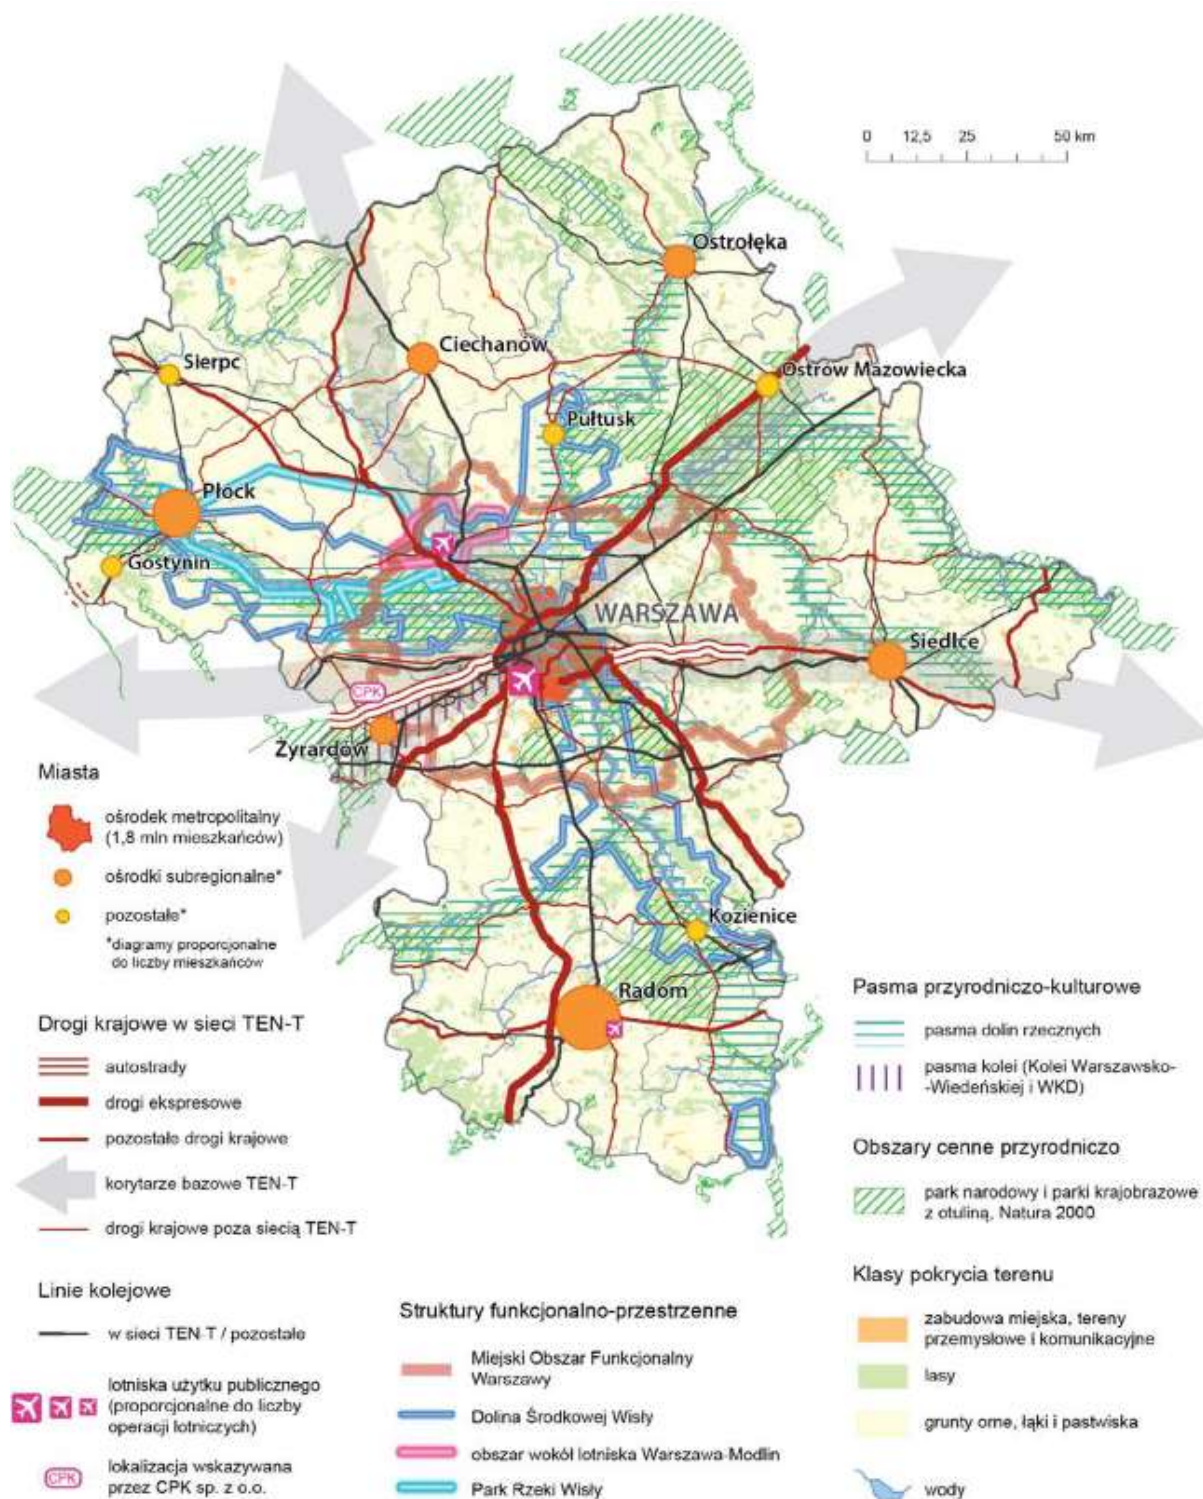 0 12,5 25 50 km
Ostrołęka
Ciechanów
Sierpc
Ostrów Mazowiecka
Pułtusk
Płock
Gostynin
WARSZAWA
Siedlce
CPK
Żyrardów
Kozienice
Radom
Miasta
ośrodek metropolitalny
(1,8 mln mieszkańców)
ośrodki subregionalne*
pozostałe*
*diagramy proporcjonalne
do liczby mieszkańców
Drogi krajowe w sieci TEN-T
autostrady
drogi ekspresowe
pozostałe drogi krajowe
korytarze bazowe TEN-T
drogi krajowe poza siecią TEN-T
Linie kolejowe
w sieci TEN-T / pozostałe
lotniska użytku publicznego
(proporcjonalne do liczby
operacji lotniczych)
CPK
lokalizacja wskazywana
przez CPK sp. z o.o.
Struktury funkcjonalno-przestrzenne
Miejski Obszar Funkcjonalny
Warszawy
Dolina Środkowej Wisły
obszar wokół lotniska Warszawa-Modlin
Park Rzeki Wisły
Pasma przyrodniczo-kulturowe
pasma dolin rzecznych
pasma kolei (Kolei Warszawsko-
-Wiedeńskiej i WKD)
Obszary cenne przyrodniczo
park narodowy i parki krajobrazowe
z otuliną, Natura 2000
Klasy pokrycia terenu
zabudowa miejska, tereny
przemysłowe i komunikacyjne
lasy
grunty orne, łąki i pastwiska
wody